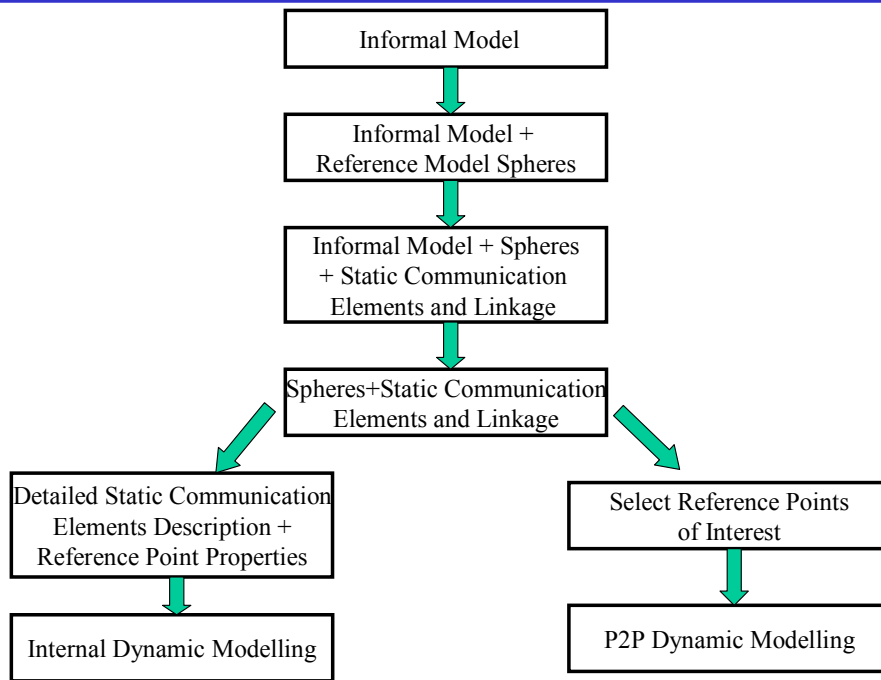 Informal Model
Informal Model +
Reference Model Spheres
Informal Model + Spheres
+ Static Communication
Elements and Linkage
Spheres+Static Communication
Elements and Linkage
Detailed Static Communication
Elements Description +
Reference Point Properties
Select Reference Points
of Interest
Internal Dynamic Modelling
P2P Dynamic Modelling